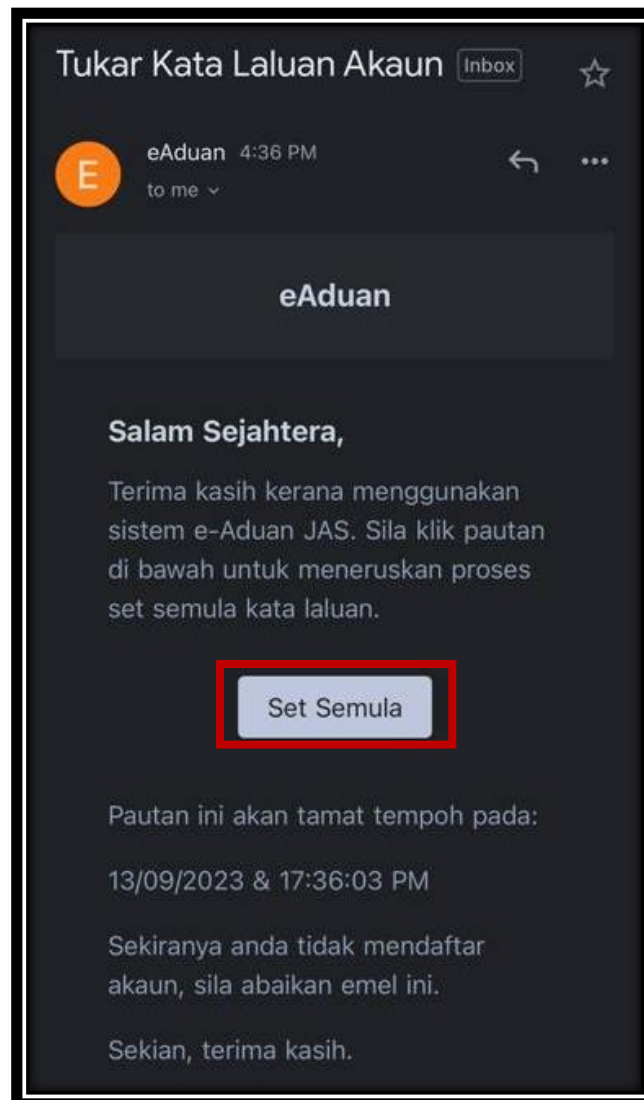 Tukar Kata Laluan Akaun Inbox
eAduan 4:36 PM
E
to me
eAduan
Salam Sejahtera,
Terima kasih kerana menggunakan
sistem e-Aduan JAS. Sila klik pautan
di bawah untuk meneruskan proses
set semula kata laluan.
Set Semula
Pautan ini akan tamat tempoh pada:
13/09/2023 & 17:36:03 PM
Sekiranya anda tidak mendaftar
akaun, sila abaikan emel ini.
Sekian, terima kasih.